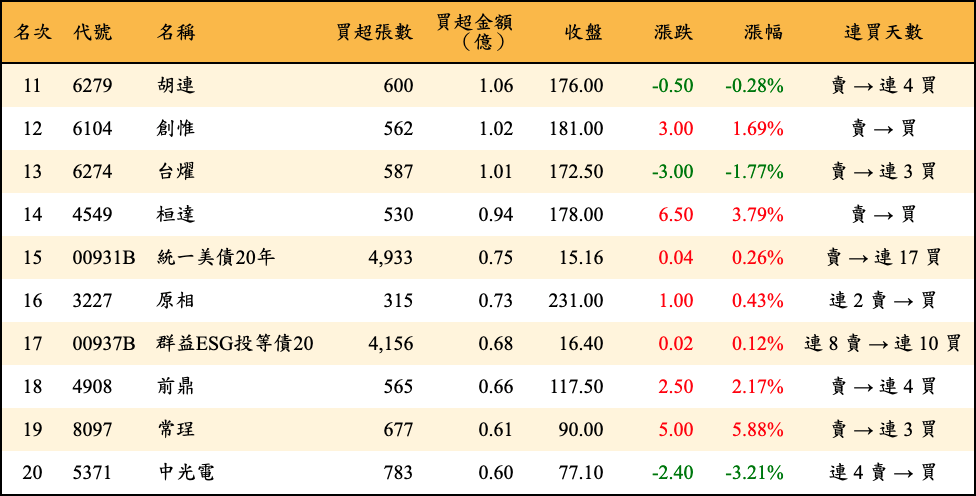 名次 代號 名稱 買超張數 買超金額（億） 收盤 漲跌 漲幅 連買天數
11 6279 胡連 600 1.06 176.00 -0.50 -0.28% 賣 → 連 4 買
12 6104 創惟 562 1.02 181.00 3.00 1.69% 賣 → 買
13 6274 台燿 587 1.01 172.50 -3.00 -1.77% 賣 → 連 3 買
14 4549 桓達 530 0.94 178.00 6.50 3.79% 賣 → 買
15 00931B 統一美債20年 4,933 0.75 15.16 0.04 0.26% 賣 → 連 17 買
16 3227 原相 315 0.73 231.00 1.00 0.43% 連 2 賣 → 買
17 00937B 群益ESG投等債20 4,156 0.68 16.40 0.02 0.12% 連 8 賣 → 連 10 買
18 4908 前鼎 565 0.66 117.50 2.50 2.17% 賣 → 連 4 買
19 8097 常珵 677 0.61 90.00 5.00 5.88% 賣 → 連 3 買
20 5371 中光電 783 0.60 77.10 -2.40 -3.21% 連 4 賣 → 買